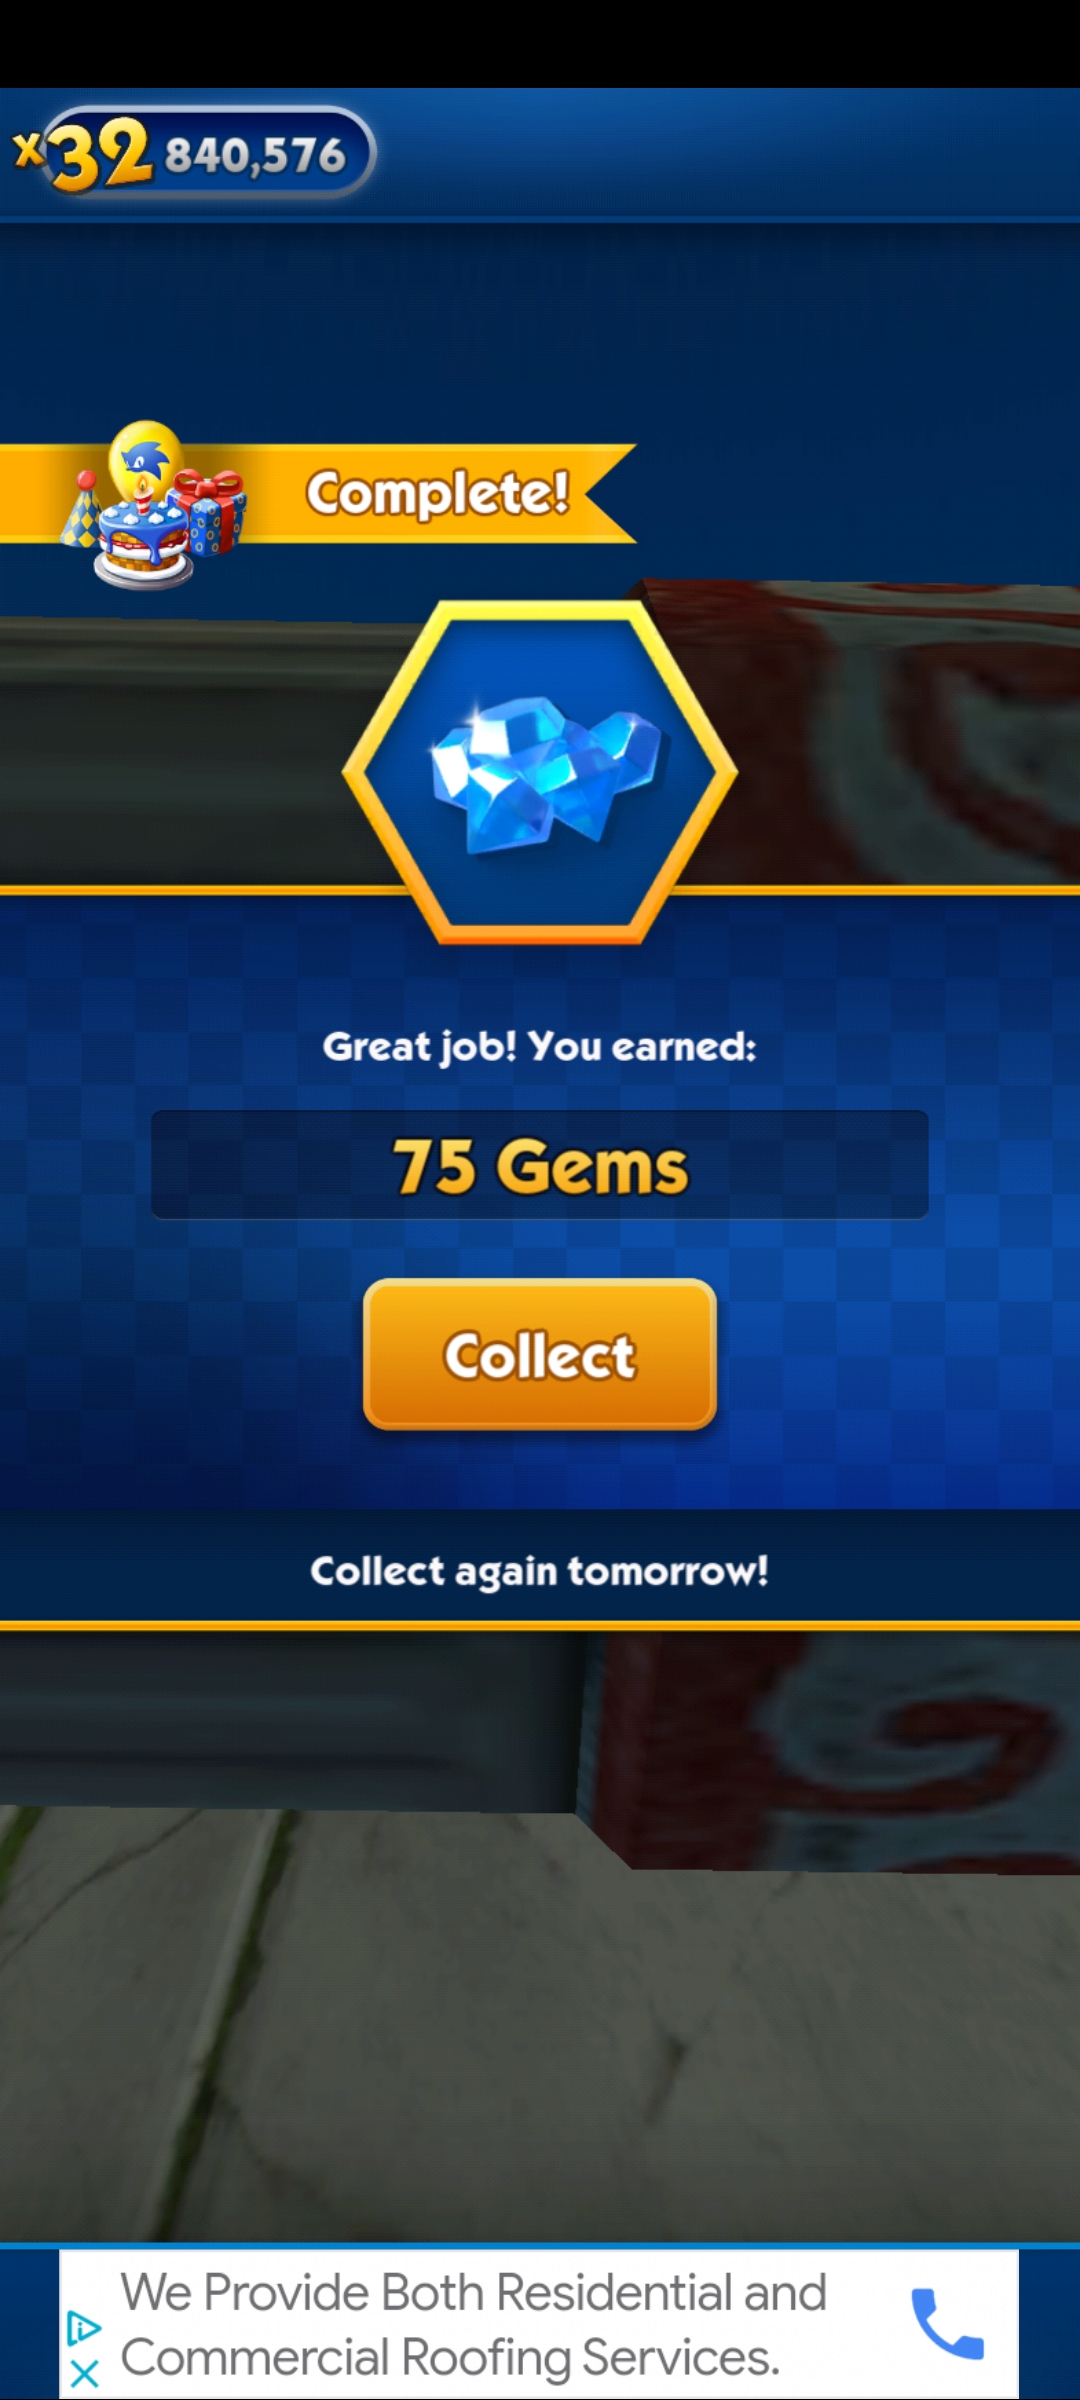 x32 840,576
Complete!
Great job! You earned:
75 Gems
Collect
Collect again tomorrow!
We Provide Both Residential and
Commercial Roofing Services.